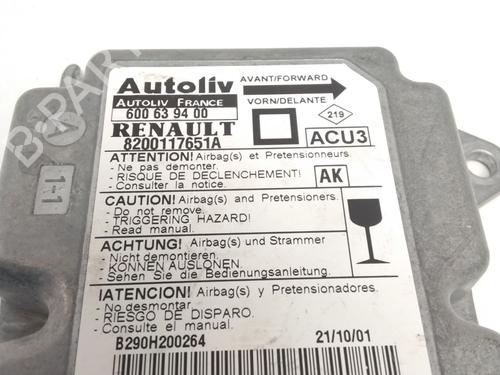 Autoliv
AVANT/FORWARD
AUTOLIV FRANCE
600 63 94 00
VORN/DELANTE
219
RENAULT
8200117651A
ACU3
ATTENTION! Airbag(s) et Pretensionneurs.
- Ne pas demonter.
- RISQUE DE DECLENCHEMENT!
- Consulter la notice.
AK
CAUTION! Airbag(s) and Pretensioners.
- Do not remove.
- TRIGGERING HAZARD!
- Read manual.
ACHTUNG! Airbag(s) und Strammer
- Nicht demontieren.
- KONNEN AUSLONEN.
- Sehen Sie die Bedienungsanleitung.
IATENCION! Airbag(s) y Pretensionadores.
- No desmontar.
- RIESGO DE DISPARO.
- Consulte el manual.
B290H200264
21/10/01
1-1
B-PARTS